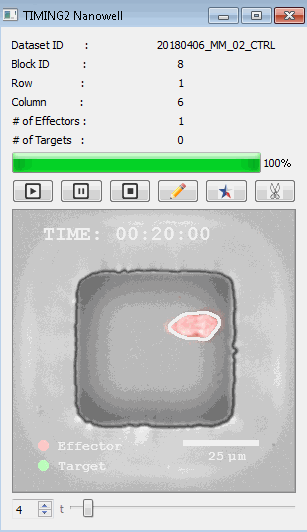 TIMING2 Nanowell
Dataset ID : 20180406_MM_02_CTRL
Block ID : 8
Row : 1
Column : 6
# of Effectors : 1
# of Targets : 0
100%
TIME: 00:20:00
Effector
Target
25 µm
4 t